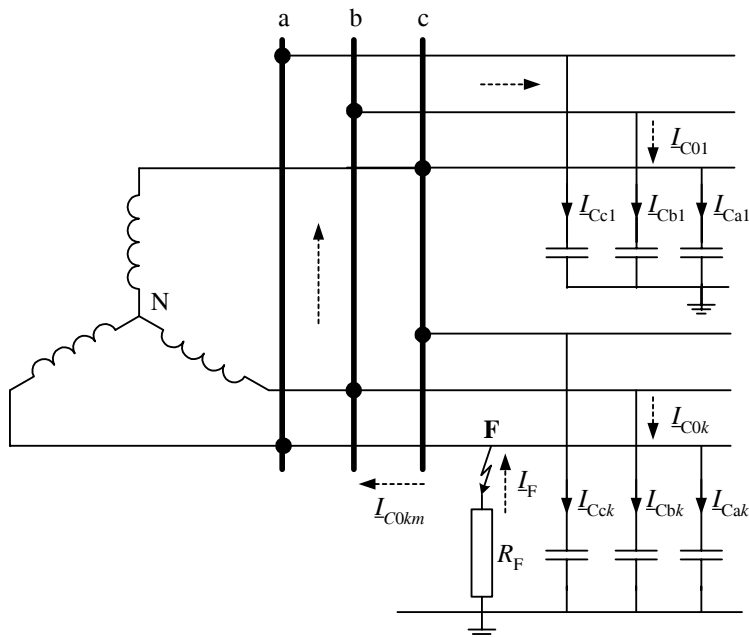 a b c
I_C01
I_Cc1 I_Cb1 I_Ca1
N
F
I_C0k
I_C0km
I_F
I_Cck I_Cbk I_Cak
R_F